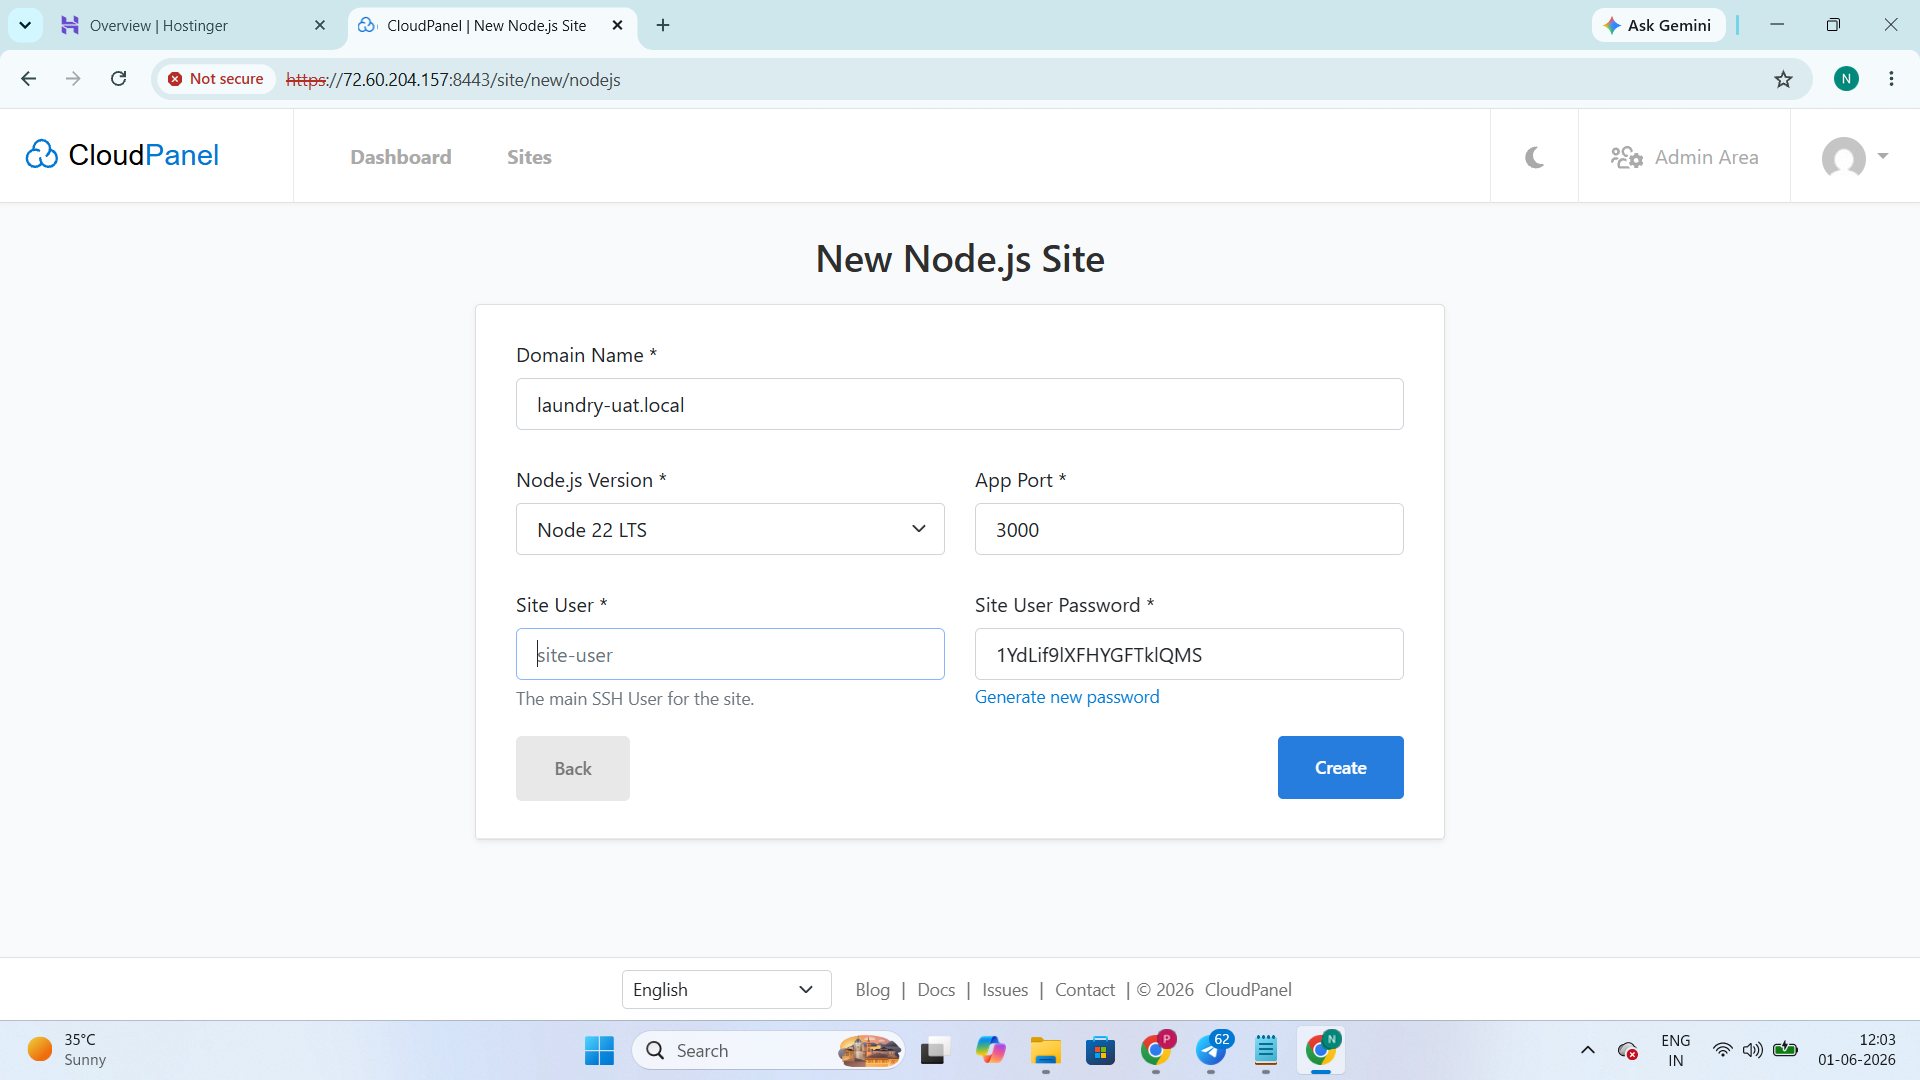 Overview | Hostinger
CloudPanel | New Node.js Site
Ask Gemini
Not secure
https://72.60.204.157:8443/site/new/nodejs
N
CloudPanel
Dashboard
Sites
Admin Area
New Node.js Site
Domain Name *
laundry-uat.local
Node.js Version *
App Port *
Node 22 LTS
3000
Site User *
Site User Password *
site-user
1YdLif9lXFHYGFTklQMS
The main SSH User for the site.
Generate new password
Back
Create
English
Blog | Docs | Issues | Contact | © 2026 CloudPanel
35°C
Sunny
Search
P
62
N
ENG
IN
12:03
01-06-2026